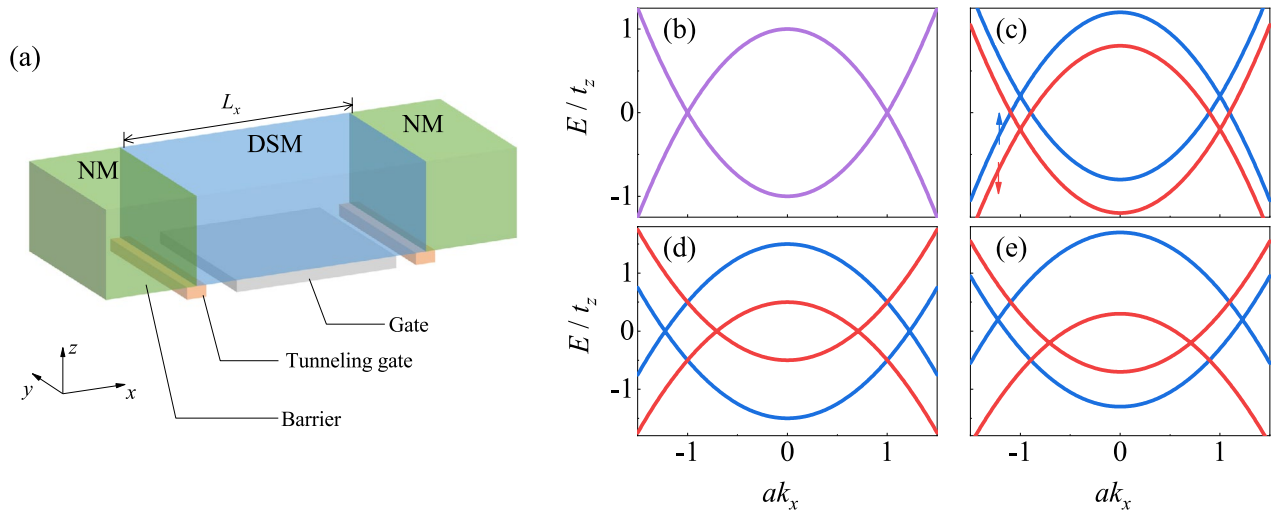 (a)
L_x
NM
DSM
NM
Gate
Tunneling gate
Barrier
z
y
x
(b)
(c)
E / t_z
1
0
-1
(d)
(e)
E / t_z
1
0
-1
-1
0
1
-1
0
1
ak_x
ak_x